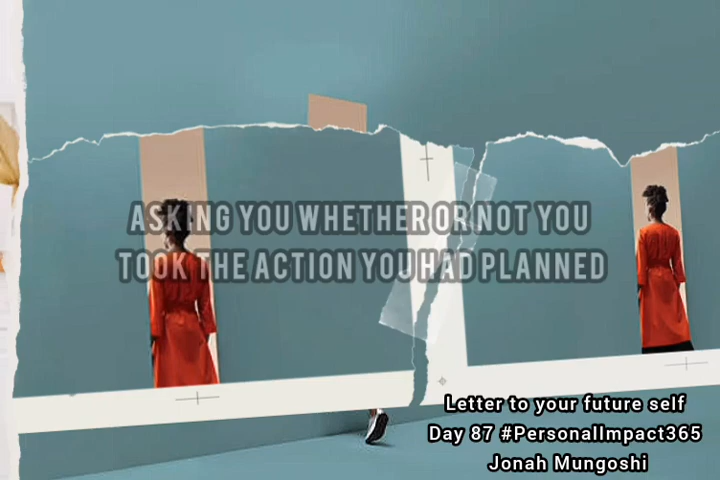 ASKING YOU WHETHER OR NOT YOU
TOOK THE ACTION YOU HAD PLANNED
Letter to your future self
Day 87 #PersonalImpact365
Jonah Mungoshi